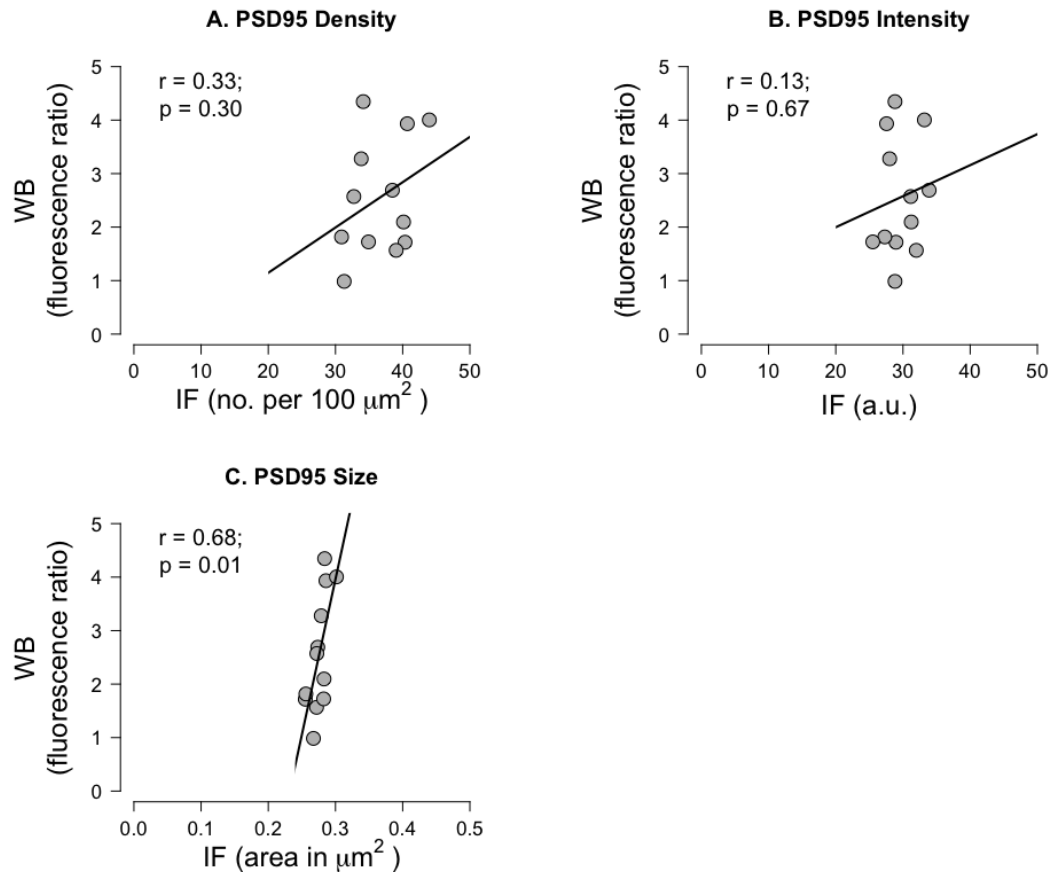 A. PSD95 Density
r = 0.33;
p = 0.30
WB
(fluorescence ratio)
5
4
3
2
1
0
0 10 20 30 40 50
IF (no. per 100 μm²)
B. PSD95 Intensity
r = 0.13;
p = 0.67
WB
(fluorescence ratio)
5
4
3
2
1
0
0 10 20 30 40 50
IF (a.u.)
C. PSD95 Size
r = 0.68;
p = 0.01
WB
(fluorescence ratio)
5
4
3
2
1
0
0.0 0.1 0.2 0.3 0.4 0.5
IF (area in μm²)